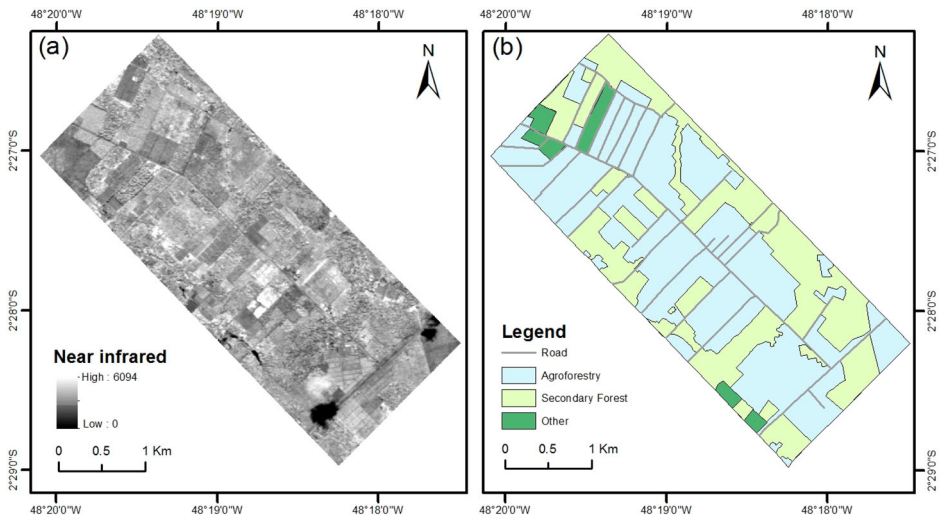 48°20'0"W 48°19'0"W 48°18'0"W 48°20'0"W 48°19'0"W 48°18'0"W
(a)
N
2°27'0"S
2°28'0"S
2°29'0"S
Near infrared
High : 6094
Low : 0
0 0.5 1 Km
48°20'0"W 48°19'0"W 48°18'0"W
(b)
N
2°27'0"S
2°28'0"S
2°29'0"S
Legend
Road
Agroforestry
Secondary Forest
Other
0 0.5 1 Km
48°20'0"W 48°19'0"W 48°18'0"W